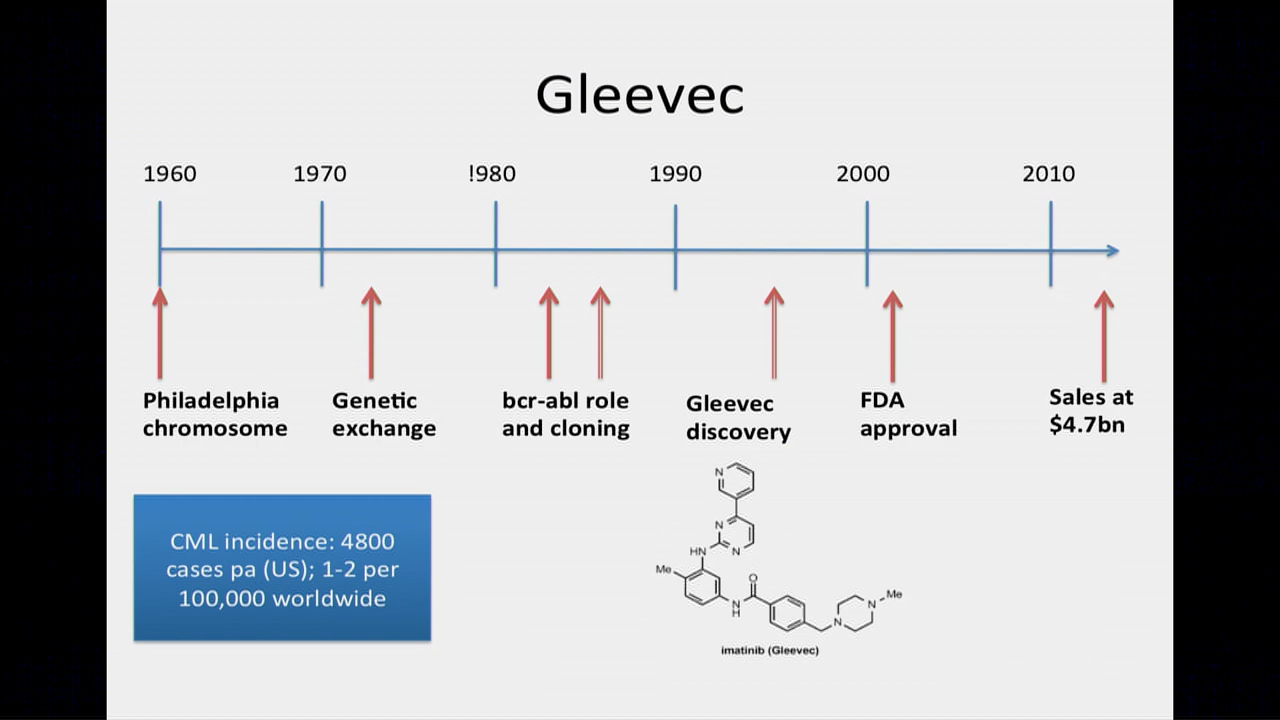 Gleevec
1960 1970 !980 1990 2000 2010
Philadelphia
chromosome
Genetic
exchange
bcr-abl role
and cloning
Gleevec
discovery
FDA
approval
Sales at
$4.7bn
CML incidence: 4800
cases pa (US); 1-2 per
100,000 worldwide
N
N
N
HN
Me
O
N
H
N
N
Me
imatinib (Gleevec)